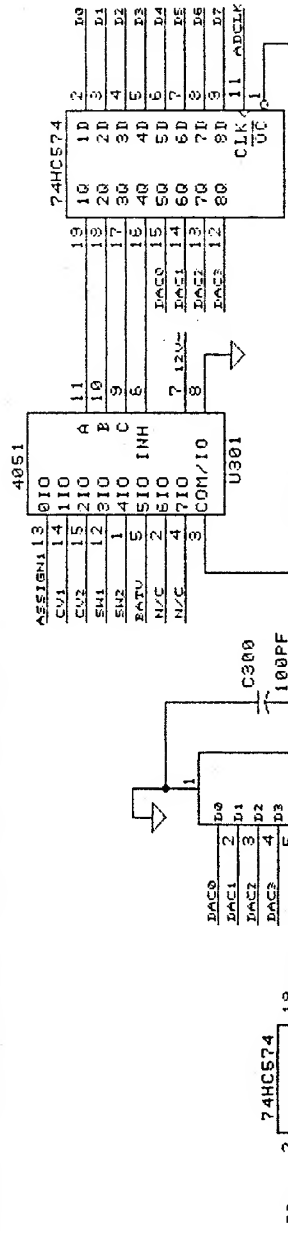 4051
ASSIGN1 13 0IO A 11
CV1 14 1IO B 10
CV2 15 2IO C 9
SW1 12 3IO INH 6
SW2 1 4IO
BATV 5 5IO
N/C 2 6IO 7 12V-
N/C 4 7IO 8
3 COM/IO
U301
74HC574
19 1Q 1D 2 D0
18 2Q 2D 3 D1
17 3Q 3D 4 D2
16 4Q 4D 5 D3
DAC0 15 5Q 5D 6 D4
DAC1 14 6Q 6D 7 D5
DAC2 13 7Q 7D 8 D6
DAC3 12 8Q 8D 9 D7
CLK 11 ADCLK
OC 1
C300
100PF
1
DAC0 D0
DAC1 2 D1
DAC2 3 D2
DAC3 4 D3
5
74HC574
2 19